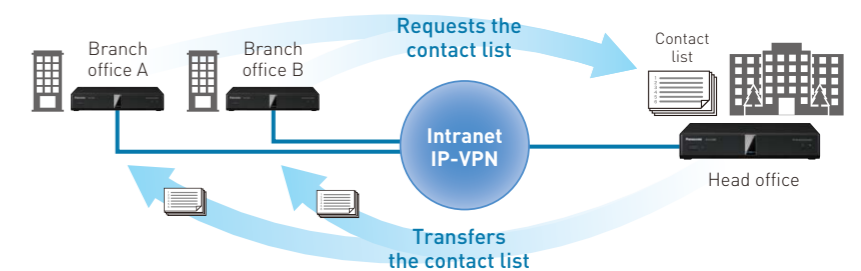 Requests the
contact list
Branch
office A
Branch
office B
Contact
list
Intranet
IP-VPN
Head office
Transfers
the contact list